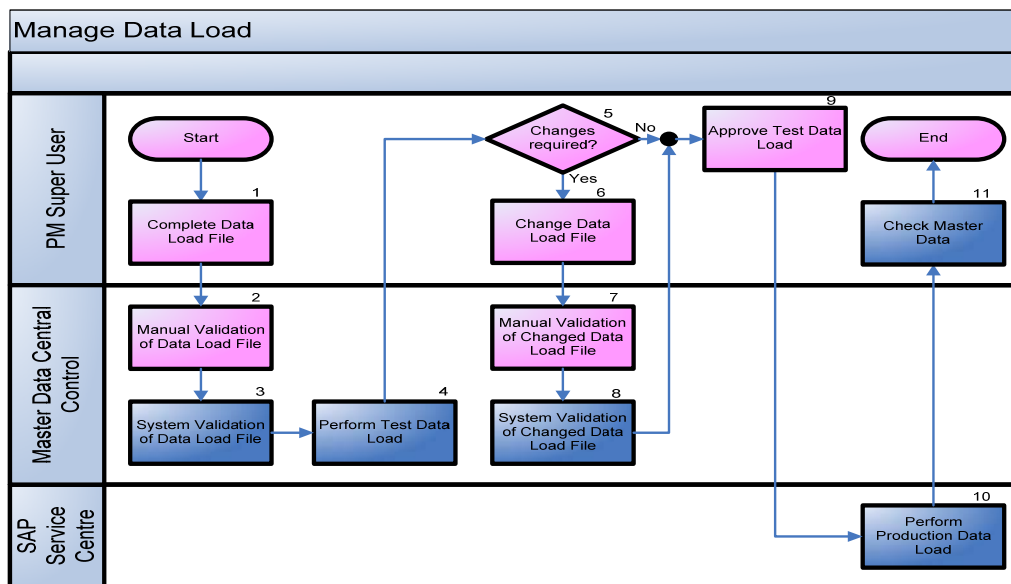 Manage Data Load
PM Super User
Start
1
Complete Data
Load File
5
Changes
required?
No
Yes
6
Change Data
Load File
9
Approve Test Data
Load
End
11
Check Master
Data
Master Data Central
Control
2
Manual Validation
of Data Load File
3
System Validation
of Data Load File
4
Perform Test Data
Load
7
Manual Validation
of Changed Data
Load File
8
System Validation
of Changed Data
Load File
SAP
Service
Centre
10
Perform
Production Data
Load